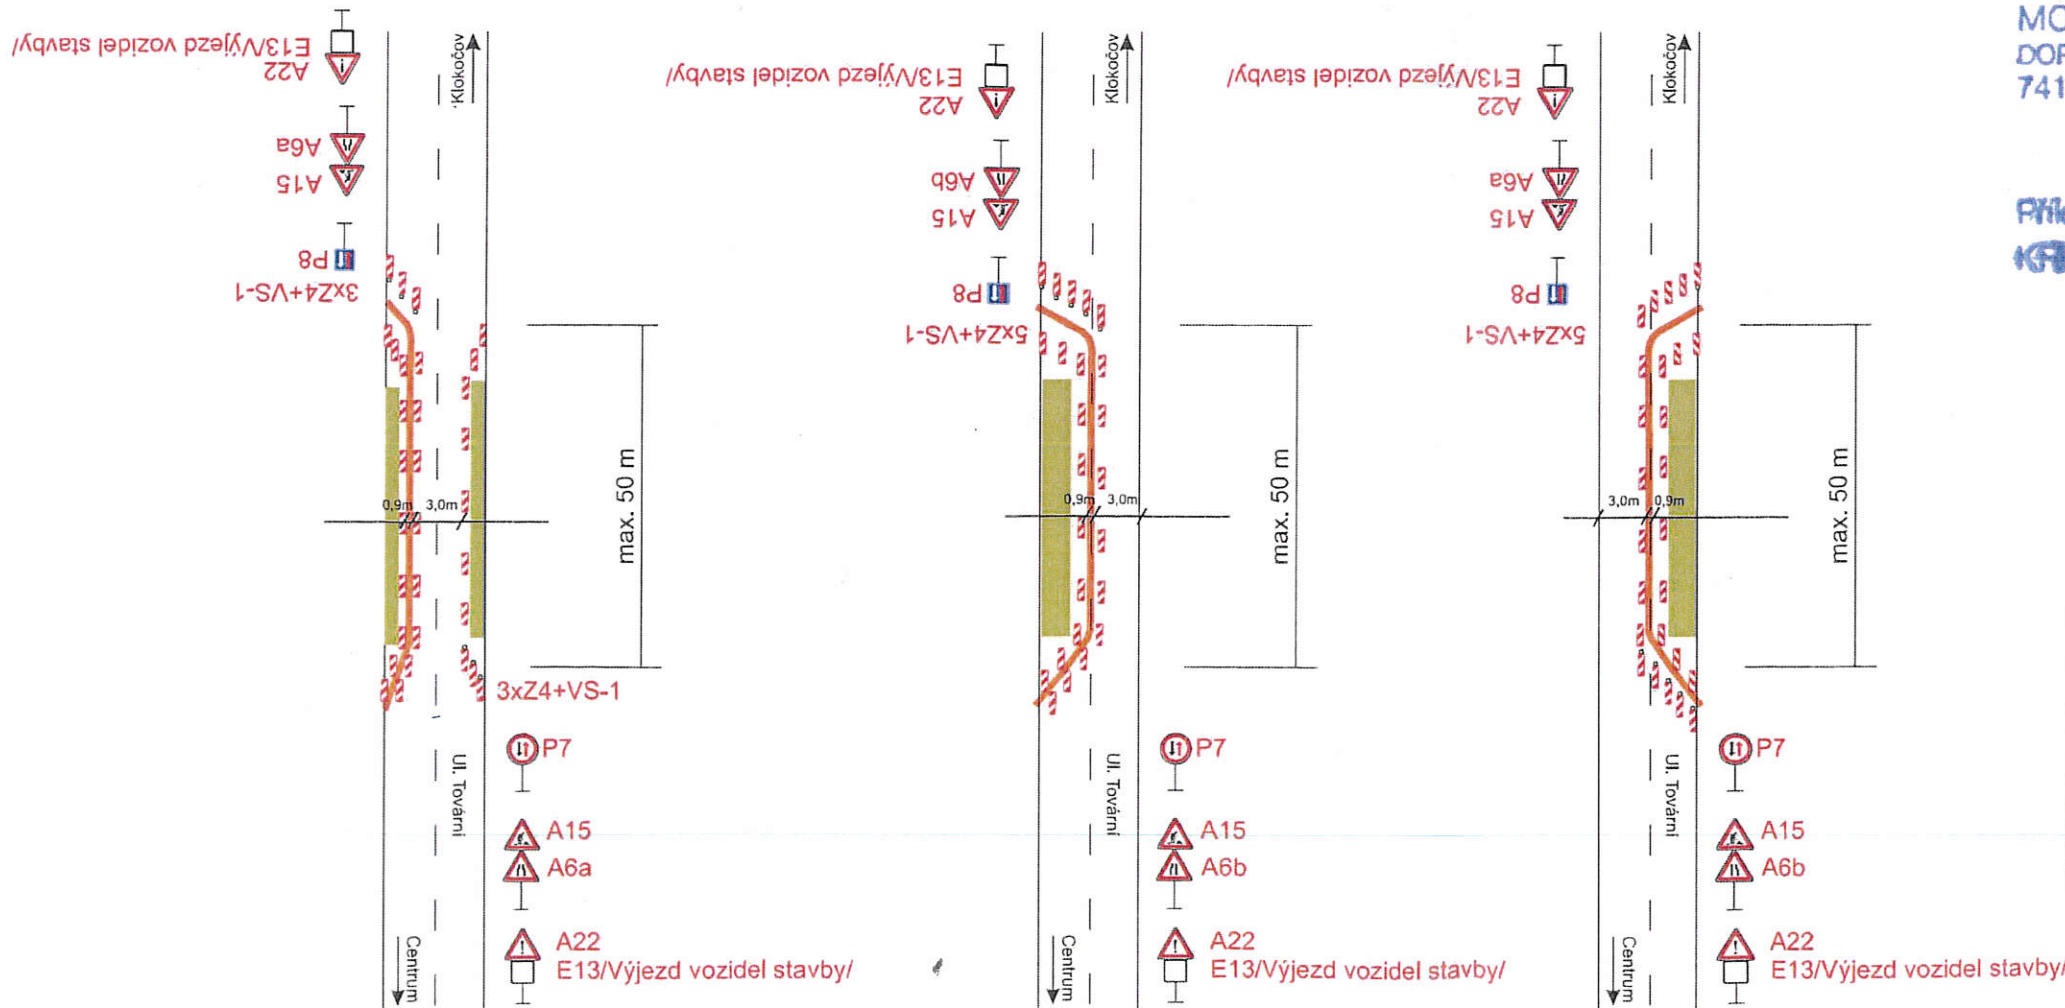 E13/Výjezd vozidel stavby/
A22
A6a
A15
P8
3xZ4+VS-1
Klokočov
0,9m
3,0m
max. 50 m
3xZ4+VS-1
P7
Ul. Tovární
A15
A6a
A22
E13/Výjezd vozidel stavby/
Centrum
E13/Výjezd vozidel stavby/
A22
A6b
A15
P8
5xZ4+VS-1
Klokočov
0,9m
3,0m
max. 50 m
P7
Ul. Tovární
A15
A6b
A22
E13/Výjezd vozidel stavby/
Centrum
E13/Výjezd vozidel stavby/
A22
A6a
A15
P8
5xZ4+VS-1
Klokočov
3,0m
0,9m
max. 50 m
P7
Ul. Tovární
A15
A6b
A22
E13/Výjezd vozidel stavby/
Centrum
741